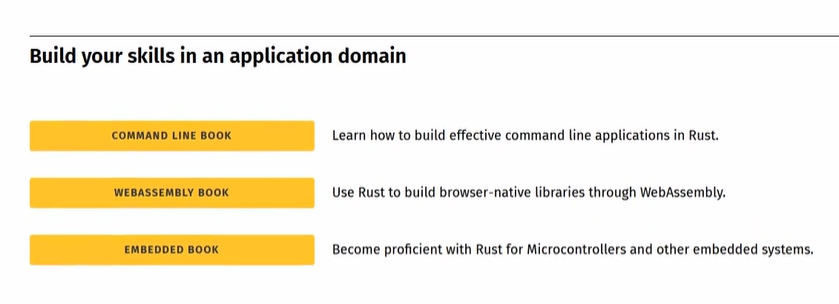 Build your skills in an application domain
COMMAND LINE BOOK
Learn how to build effective command line applications in Rust.
WEBASSEMBLY BOOK
Use Rust to build browser-native libraries through WebAssembly.
EMBEDDED BOOK
Become proficient with Rust for Microcontrollers and other embedded systems.